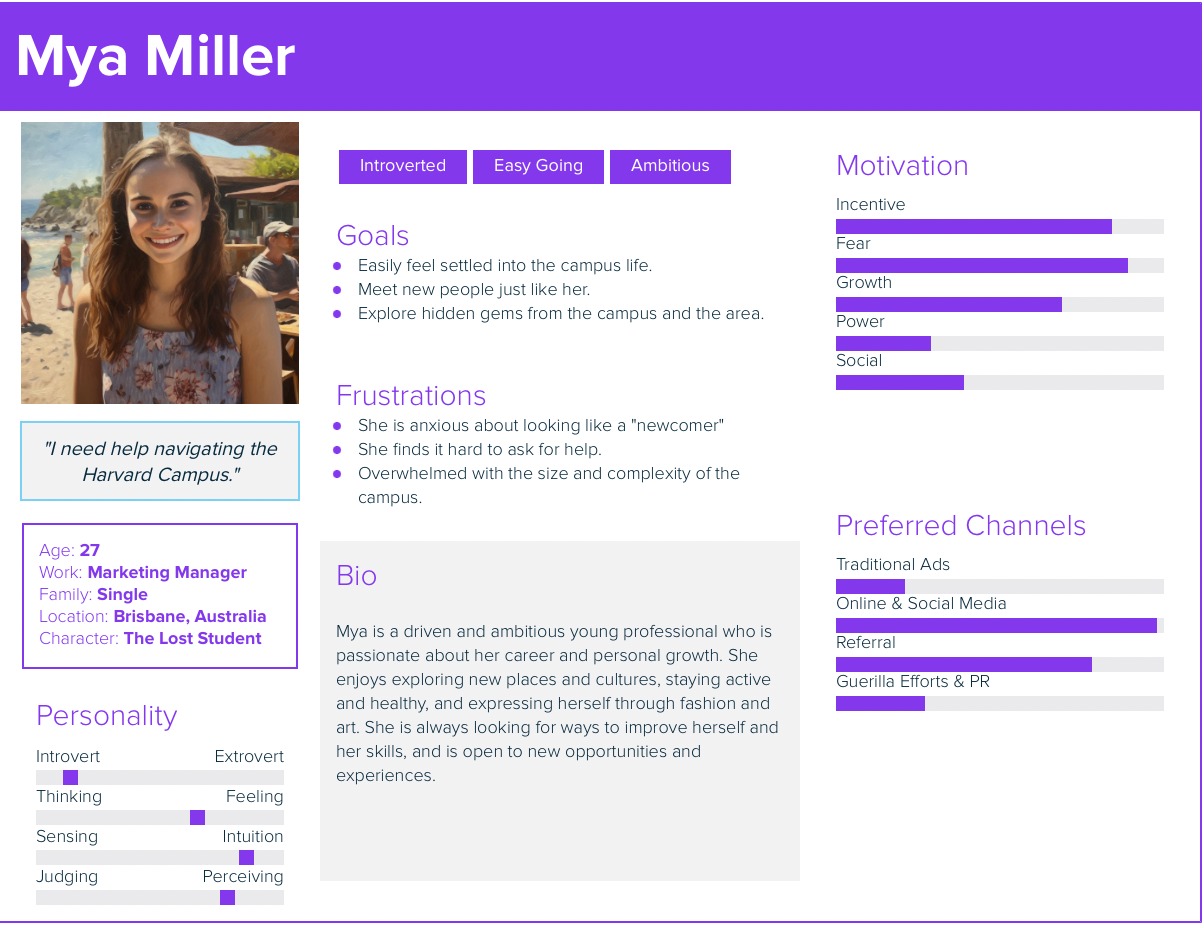 Mya Miller
"I need help navigating the
Harvard Campus."
Age: 27
Work: Marketing Manager
Family: Single
Location: Brisbane, Australia
Character: The Lost Student
Personality
Introvert Extrovert
Thinking Feeling
Sensing Intuition
Judging Perceiving
Introverted Easy Going Ambitious
Goals
Easily feel settled into the campus life.
Meet new people just like her.
Explore hidden gems from the campus and the area.
Frustrations
She is anxious about looking like a "newcomer"
She finds it hard to ask for help.
Overwhelmed with the size and complexity of the
campus.
Bio
Mya is a driven and ambitious young professional who is
passionate about her career and personal growth. She
enjoys exploring new places and cultures, staying active
and healthy, and expressing herself through fashion and
art. She is always looking for ways to improve herself and
her skills, and is open to new opportunities and
experiences.
Motivation
Incentive
Fear
Growth
Power
Social
Preferred Channels
Traditional Ads
Online & Social Media
Referral
Guerilla Efforts & PR